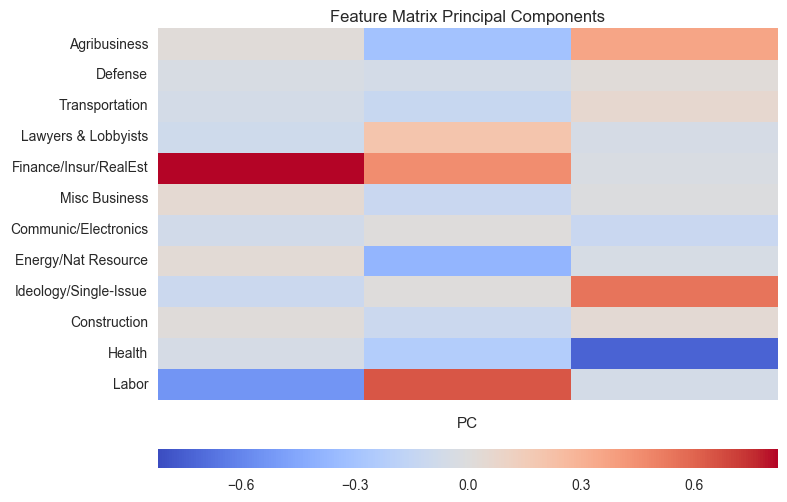 Feature Matrix Principal Components
Agribusiness
Defense
Transportation
Lawyers & Lobbyists
Finance/Insur/RealEst
Misc Business
Communic/Electronics
Energy/Nat Resource
Ideology/Single-Issue
Construction
Health
Labor
PC
−0.6 −0.3 0.0 0.3 0.6